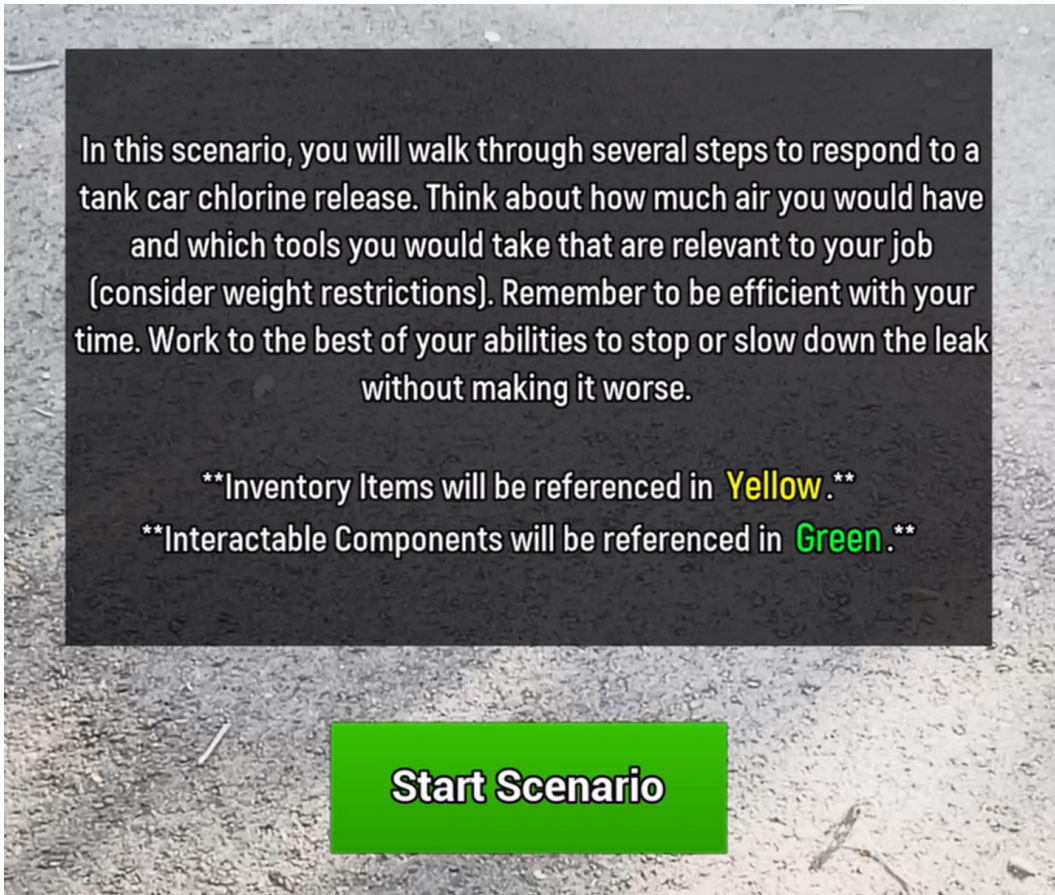 In this scenario, you will walk through several steps to respond to a
tank car chlorine release. Think about how much air you would have
and which tools you would take that are relevant to your job
(consider weight restrictions). Remember to be efficient with your
time. Work to the best of your abilities to stop or slow down the leak
without making it worse.
**Inventory Items will be referenced in Yellow.**
**Interactable Components will be referenced in Green.**
Start Scenario